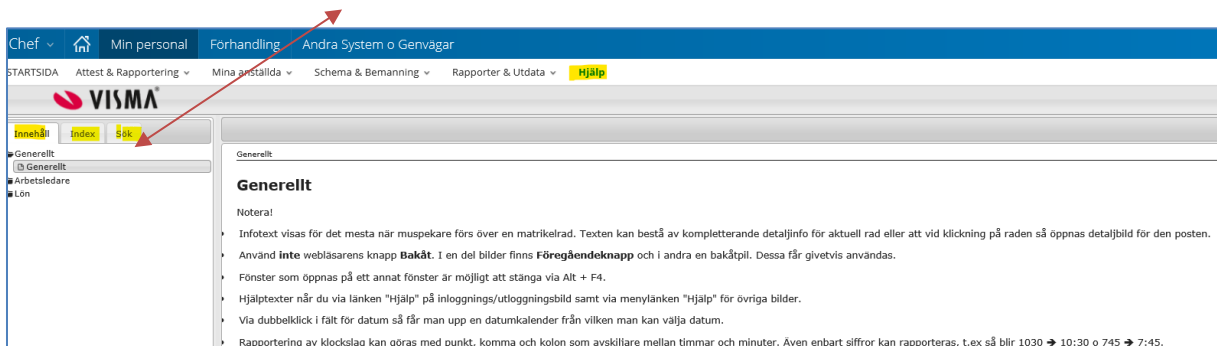 Chef Min personal Förhandling Andra System o Genvägar
STARTSIDA Attest & Rapportering Mina anställda Schema & Bemanning Rapporter & Utdata Hjälp
VISMA
Innehåll Index Sök
Generellt
Generellt
Arbetsledare
Lön
Generellt
Generellt
Notera!
Infotext visas för det mesta när muspekare förs över en matrikelrad. Texten kan bestå av kompletterande detaljinfo för aktuell rad eller att vid klickning på raden så öppnas detaljbild för den posten.
Använd inte webläsarens knapp Bakåt. I en del bilder finns Föregåendeknapp och i andra en bakåtpil. Dessa får givetvis användas.
Fönster som öppnas på ett annat fönster är möjligt att stänga via Alt + F4.
Hjälptexter når du via länken "Hjälp" på inloggnings/utloggningsbild samt via menylänken "Hjälp" för övriga bilder.
Via dubbelklick i fält för datum så får man upp en datumkalender från vilken man kan välja datum.
Rapportering av klockslag kan göras med punkt, komma och kolon som avskiljare mellan timmar och minuter. Även enbart siffror kan rapporteras, t.ex så blir 1030 → 10:30 o 745 → 7:45.